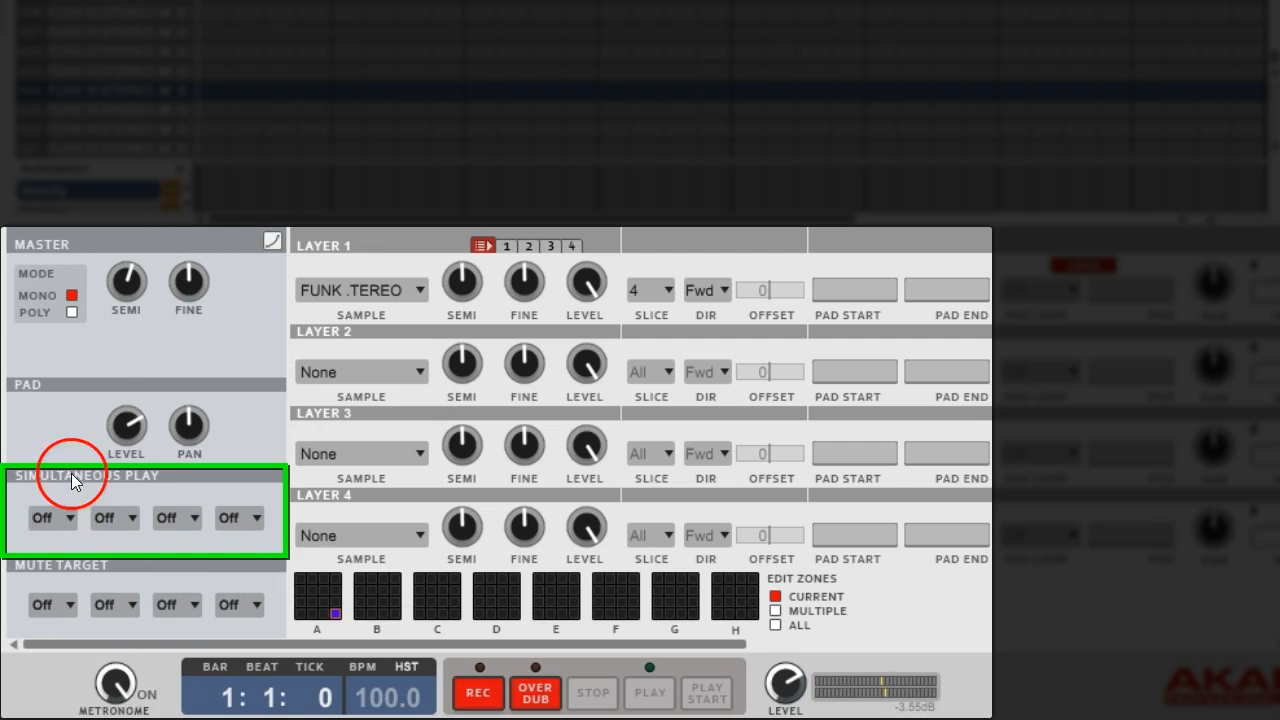 MASTER
MODE
MONO
POLY
SEMI FINE
PAD
LEVEL PAN
SIMULTANEOUS PLAY
Off Off Off Off
MUTE TARGET
Off Off Off Off
LAYER 1 1 2 3 4
FUNK .TEREO 4 Fwd 0
SAMPLE SEMI FINE LEVEL SLICE DIR OFFSET PAD START PAD END
LAYER 2
None All Fwd 0
SAMPLE SEMI FINE LEVEL SLICE DIR OFFSET PAD START PAD END
LAYER 3
None All Fwd 0
SAMPLE SEMI FINE LEVEL SLICE DIR OFFSET PAD START PAD END
LAYER 4
None All Fwd 0
SAMPLE SEMI FINE LEVEL SLICE DIR OFFSET PAD START PAD END
A B C D E F G H
EDIT ZONES
CURRENT
MULTIPLE
ALL
ON
METRONOME
BAR BEAT TICK BPM HST
1: 1: 0 100.0
REC OVER DUB STOP PLAY PLAY START
LEVEL
-3.55dB